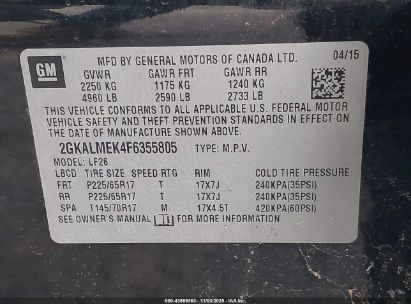 MFD BY GENERAL MOTORS OF CANADA LTD. 04/15
GM
GVWR GAWR FRT GAWR RR
2250 KG 1175 KG 1240 KG
4960 LB 2590 LB 2733 LB
THIS VEHICLE CONFORMS TO ALL APPLICABLE U.S. FEDERAL MOTOR
VEHICLE SAFETY AND THEFT PREVENTION STANDARDS IN EFFECT ON
THE DATE OF MANUFACTURE SHOWN ABOVE.
2GKALMEK4F6355805 TYPE: M.P.V.
MODEL: LF26
LBCD TIRE SIZE SPEED RTG RIM COLD TIRE PRESSURE
FRT P225/65R17 T 17X7J 240KPA(35PSI)
RR P225/65R17 T 17X7J 240KPA(35PSI)
SPA T145/70R17 M 17X4.5T 420KPA(60PSI)
SEE OWNER'S MANUAL FOR MORE INFORMATION.